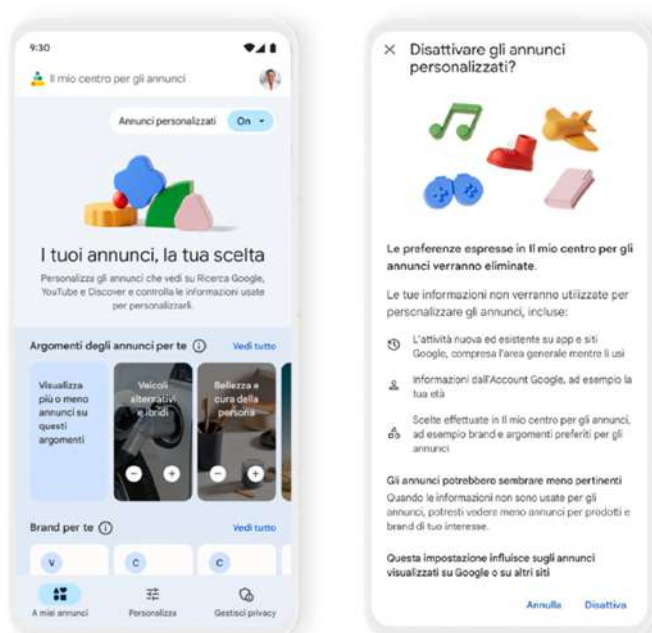 9:30
Il mio centro per gli annunci
Annunci personalizzati On
I tuoi annunci, la tua scelta
Personalizza gli annunci che vedi su Ricerca Google,
YouTube e Discover e controlla le informazioni usate
per personalizzarli.
Argomenti degli annunci per te Vedi tutto
Visualizza
più o meno
annunci su
questi
argomenti
Veicoli
alternativi
e ibridi
Bellezza e
cura della
persona
Brand per te Vedi tutto
V C C
A miei annunci Personalizza Gestisci privacy
Disattivare gli annunci
personalizzati?
Le preferenze espresse in Il mio centro per gli
annunci verranno eliminate.
Le tue informazioni non verranno utilizzate per
personalizzare gli annunci, incluse:
L'attività nuova ed esistente su app e siti
Google, compresa l'area generale mentre li usi
Informazioni dall'Account Google, ad esempio la
tua età
Scelte effettuate in Il mio centro per gli annunci,
ad esempio brand e argomenti preferiti per gli
annunci
Gli annunci potrebbero sembrare meno pertinenti
Quando le informazioni non sono usate per gli
annunci, potresti vedere meno annunci per prodotti e
brand di tuo interesse.
Questa impostazione influisce sugli annunci
visualizzati su Google o su altri siti
Annulla Disattiva